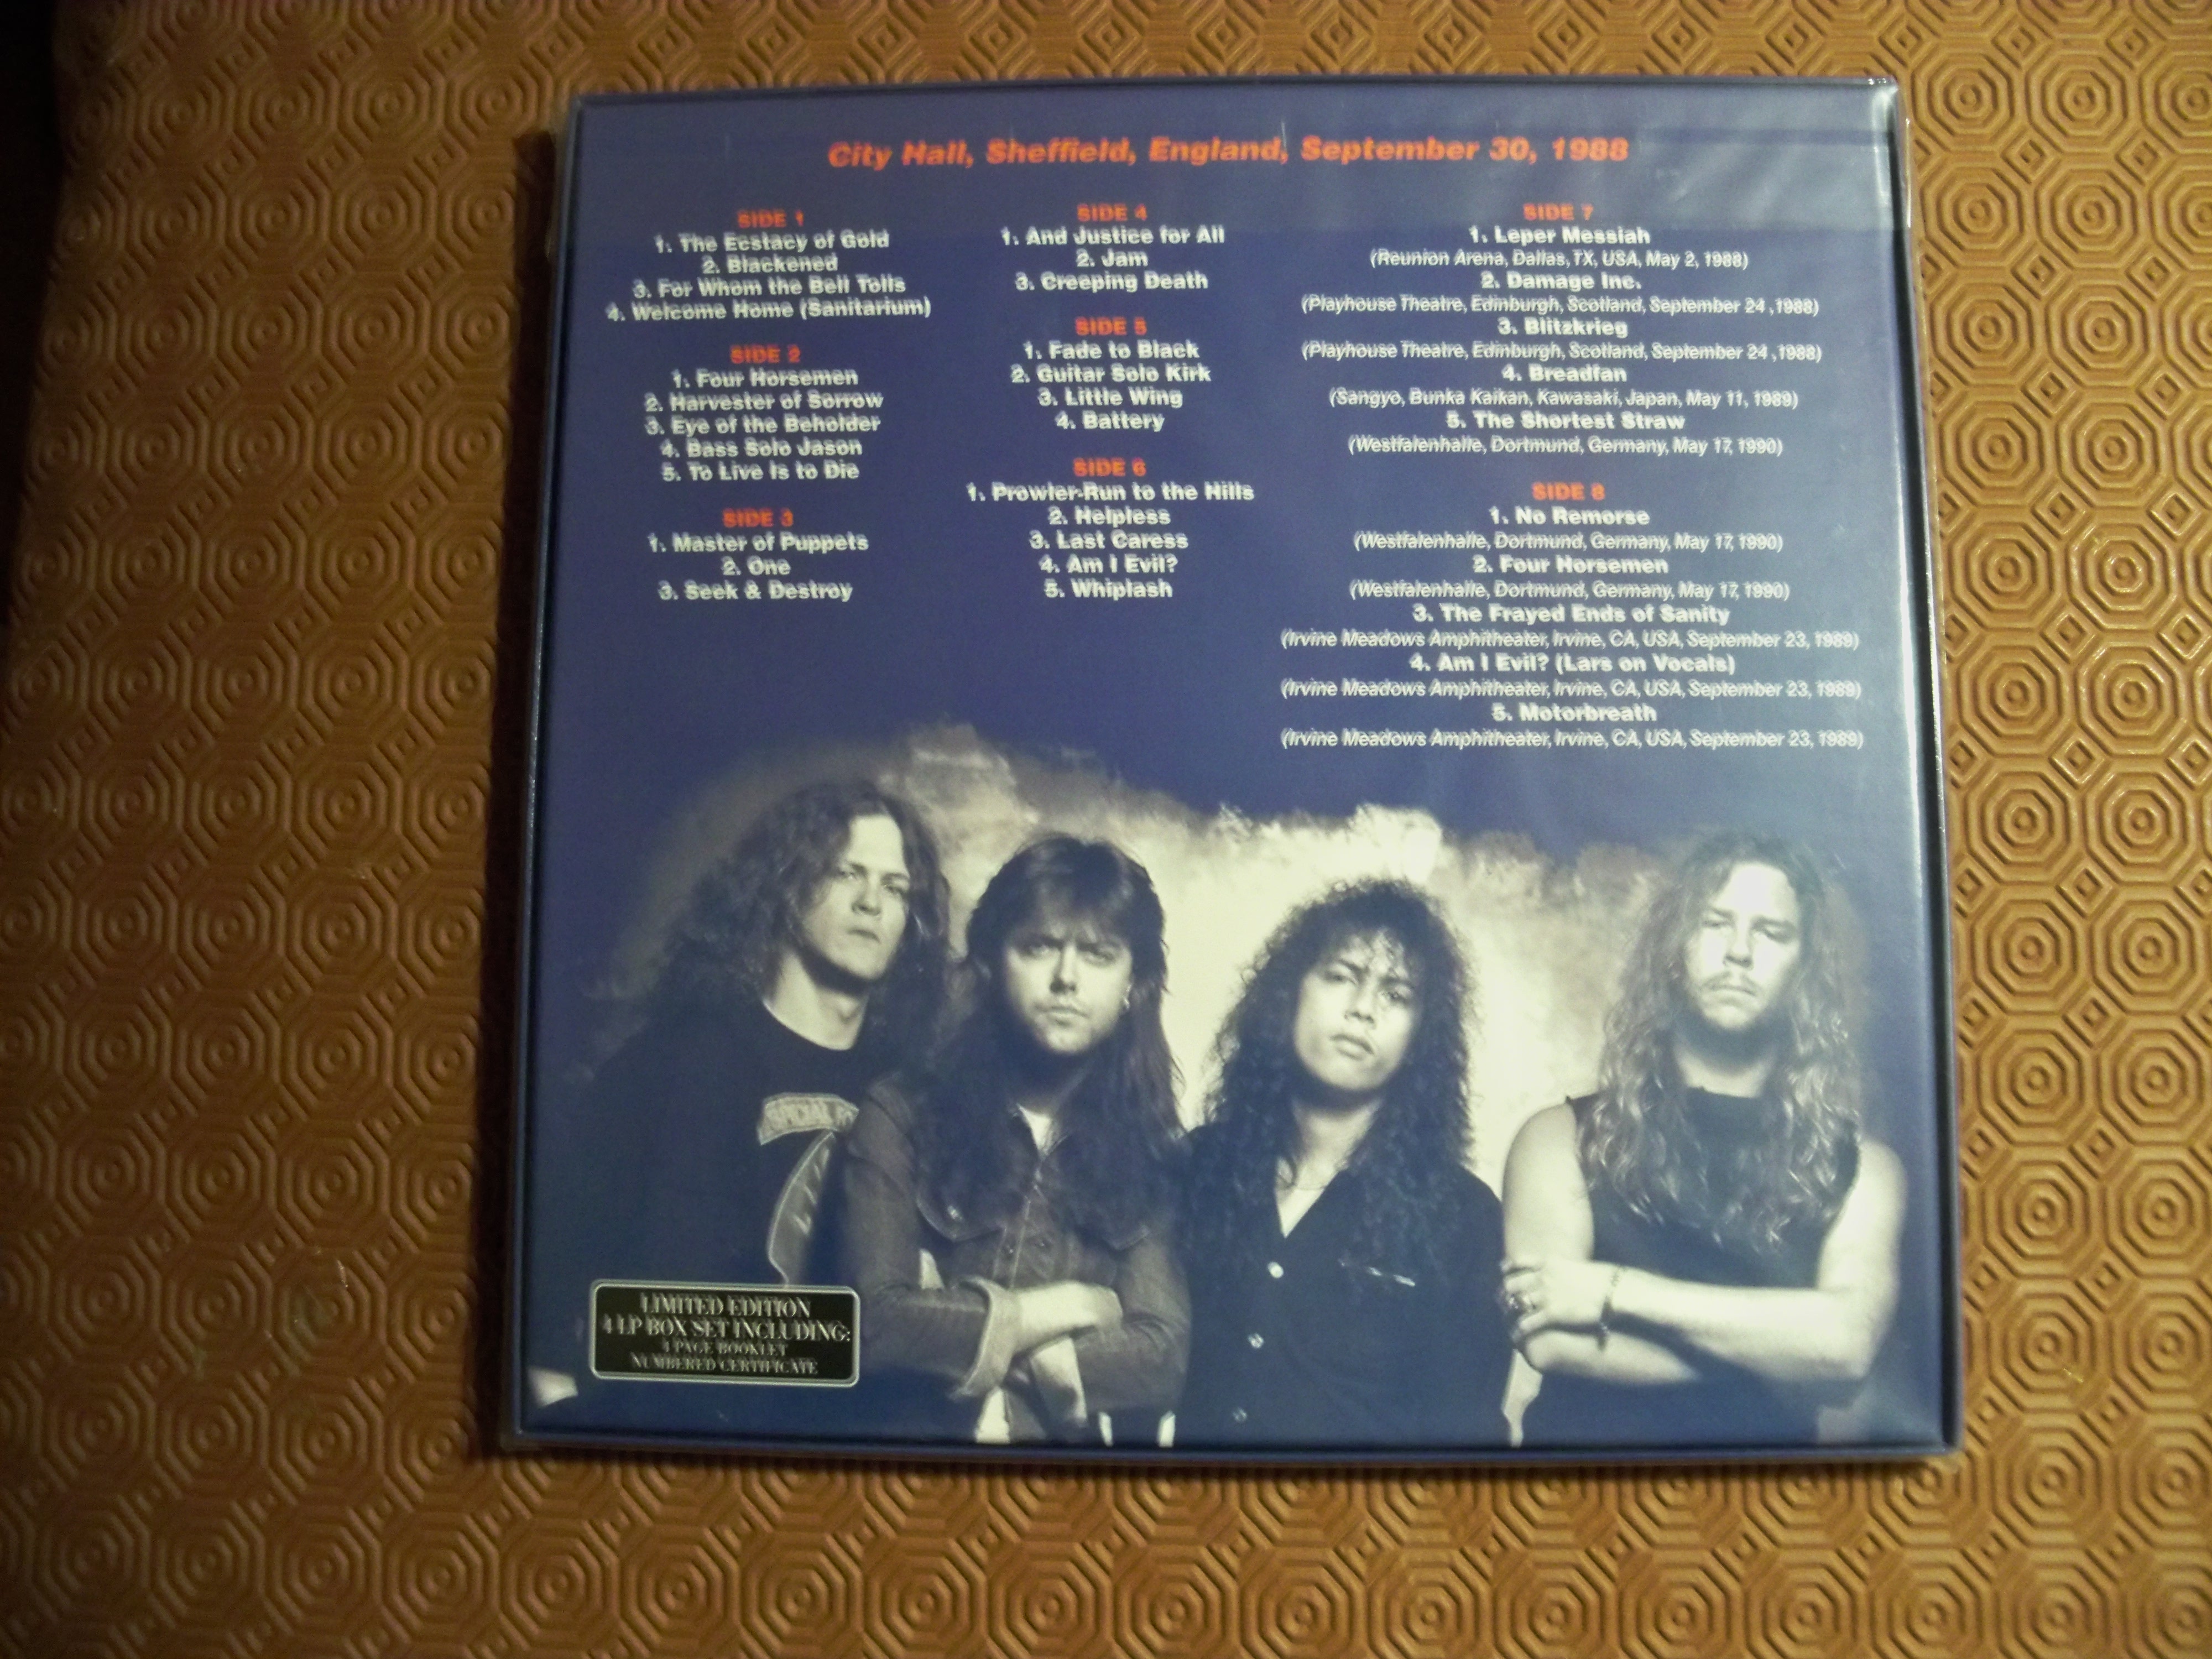 City Hall, Sheffield, England, September 30, 1988
SIDE 1
1. The Ecstacy of Gold
2. Blackened
3. For Whom the Bell Tolls
4. Welcome Home (Sanitarium)
SIDE 2
1. Four Horsemen
2. Harvester of Sorrow
3. Eye of the Beholder
4. Bass Solo Jason
5. To Live Is to Die
SIDE 3
1. Master of Puppets
2. One
3. Seek & Destroy
SIDE 4
1. And Justice for All
2. Jam
3. Creeping Death
SIDE 5
1. Fade to Black
2. Guitar Solo Kirk
3. Little Wing
4. Battery
SIDE 6
1. Prowler-Run to the Hills
2. Helpless
3. Last Caress
4. Am I Evil?
5. Whiplash
SIDE 7
1. Leper Messiah
(Reunion Arena, Dallas, TX, USA, May 2, 1988)
2. Damage Inc.
(Playhouse Theatre, Edinburgh, Scotland, September 24 ,1988)
3. Blitzkrieg
(Playhouse Theatre, Edinburgh, Scotland, September 24 ,1988)
4. Breadfan
(Sangyo, Bunka Kaikan, Kawasaki, Japan, May 11, 1989)
5. The Shortest Straw
(Westfalenhalle, Dortmund, Germany, May 17, 1990)
SIDE 8
1. No Remorse
(Westfalenhalle, Dortmund, Germany, May 17, 1990)
2. Four Horsemen
(Westfalenhalle, Dortmund, Germany, May 17, 1990)
3. The Frayed Ends of Sanity
(Irvine Meadows Amphitheater, Irvine, CA, USA, September 23, 1989)
4. Am I Evil? (Lars on Vocals)
(Irvine Meadows Amphitheater, Irvine, CA, USA, September 23, 1989)
5. Motorbreath
(Irvine Meadows Amphitheater, Irvine, CA, USA, September 23, 1989)
SPECIAL
LIMITED EDITION
4 LP BOX SET INCLUDING:
4 PAGE BOOKLET
NUMBERED CERTIFICATE